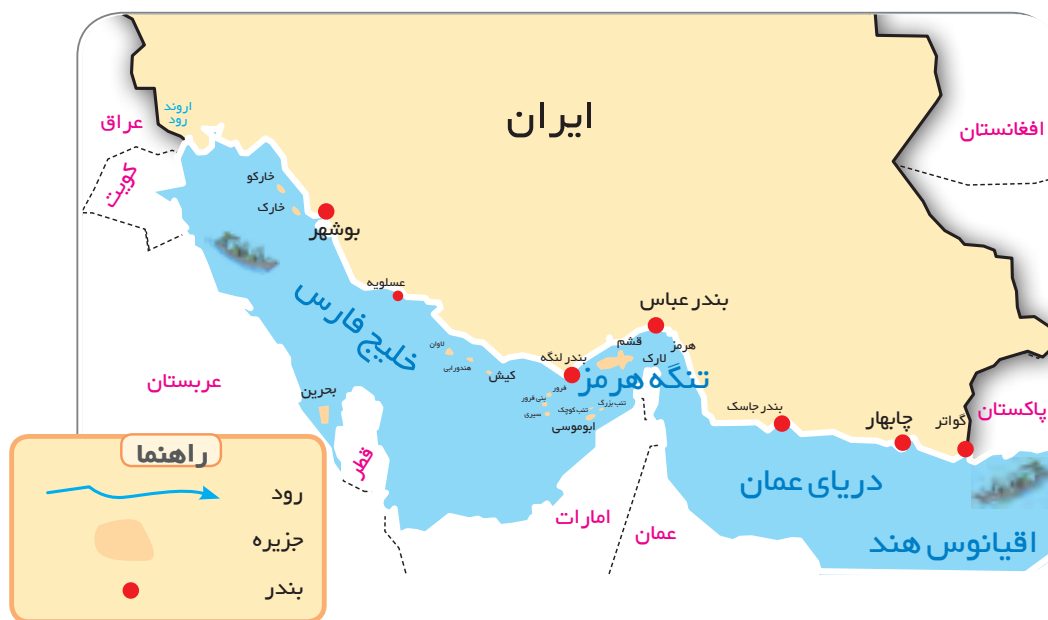 ایران
افغانستان
عراق
اروند
رود
کویت
خارکو
خارک
بوشهر
عسلویه
خلیج فارس
عربستان
بحرین
قطر
لاوان
هندورابی
کیش
بندر لنگه
بندر عباس
قشم
هرمز
لارک
تنگه هرمز
فرور
بنی فرور
سیری
تنب بزرگ
تنب کوچک
ابوموسی
بندر جاسک
چابهار
گواتر
پاکستان
دریای عمان
اقیانوس هند
امارات
عمان
راهنما
رود
جزیره
بندر